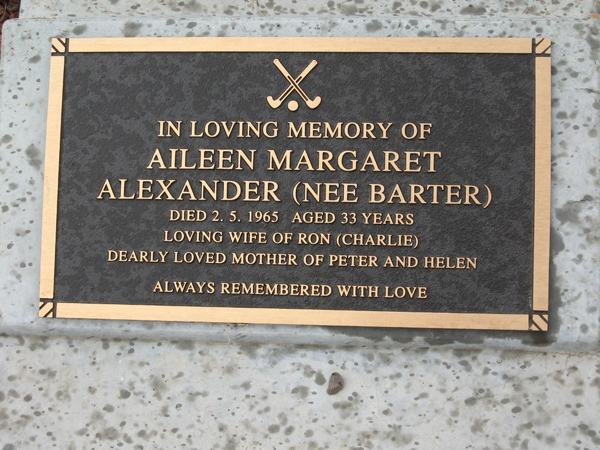 IN LOVING MEMORY OF
AILEEN MARGARET
ALEXANDER (NEE BARTER)
DIED 2. 5. 1965 AGED 33 YEARS
LOVING WIFE OF RON (CHARLIE)
DEARLY LOVED MOTHER OF PETER AND HELEN
ALWAYS REMEMBERED WITH LOVE